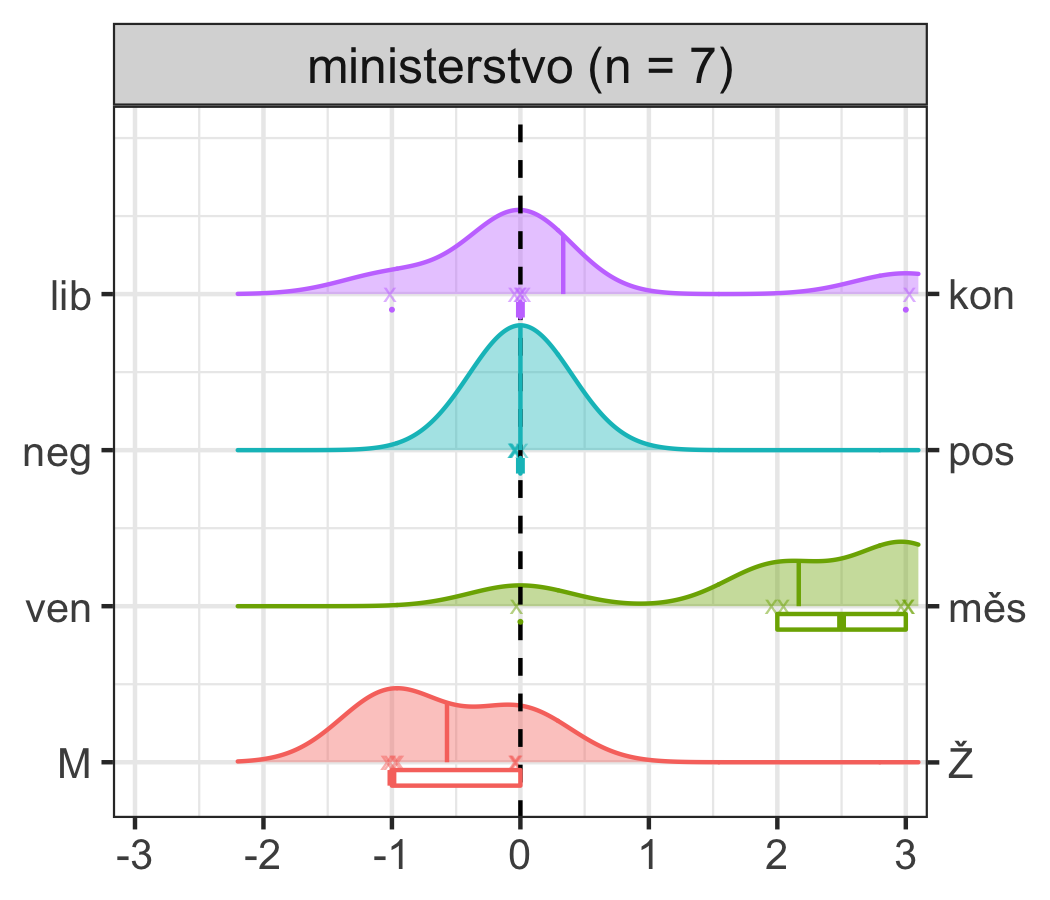 ministerstvo (n = 7)
lib kon
neg pos
ven měs
M Ž
-3 -2 -1 0 1 2 3